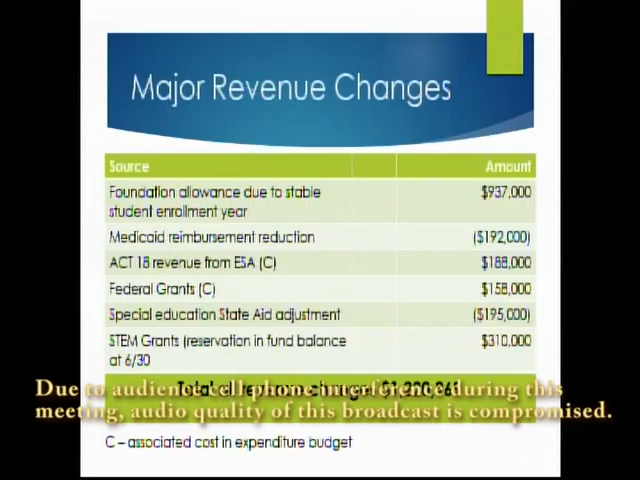 Major Revenue Changes
Source Amount
Foundation allowance due to stable student enrollment year $937,000
Medicaid reimbursement reduction ($192,000)
ACT 18 revenue from ESA (C) $188,000
Federal Grants (C) $158,000
Special education State Aid adjustment ($195,000)
STEM Grants (reservation in fund balance at 6/30 $310,000
Due to audience cell phone interference during this
meeting, audio quality of this broadcast is compromised.
C – associated cost in expenditure budget